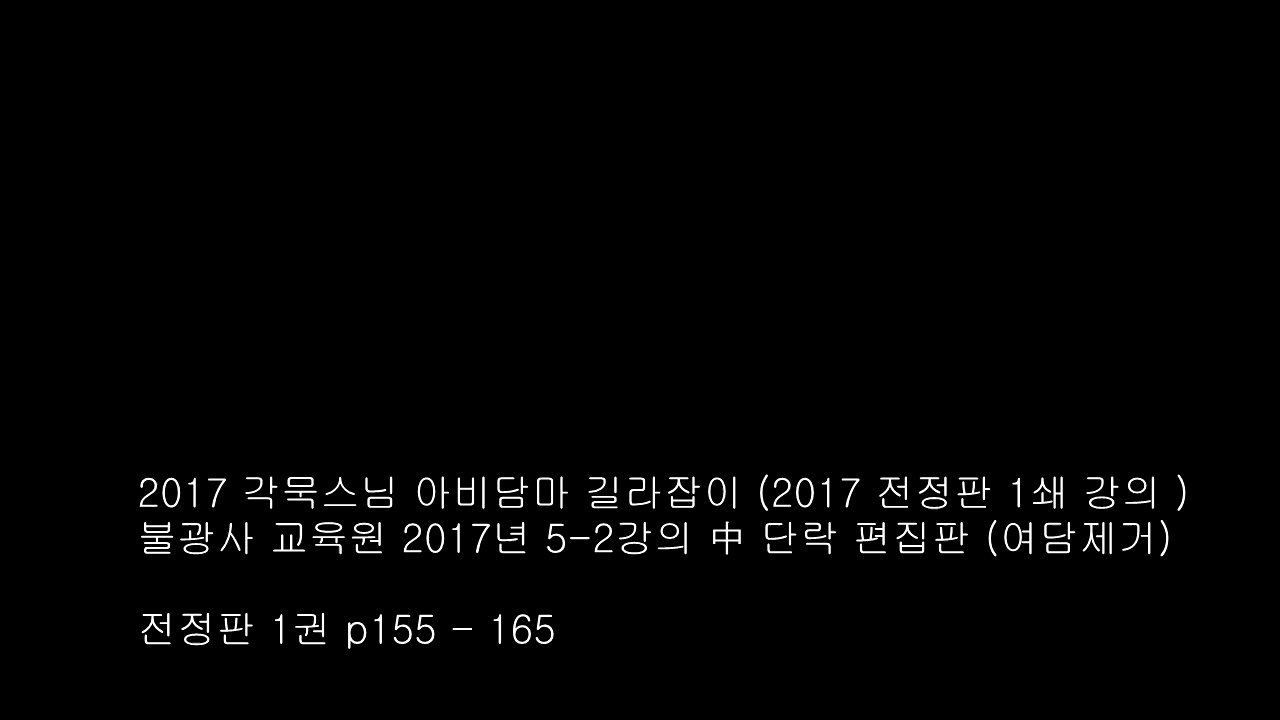 2017 각묵스님 아비담마 길라잡이 (2017 전정판 1쇄 강의 )
불광사 교육원 2017년 5-2강의 中 단락 편집판 (여담제거)
전정판 1권 p155 - 165